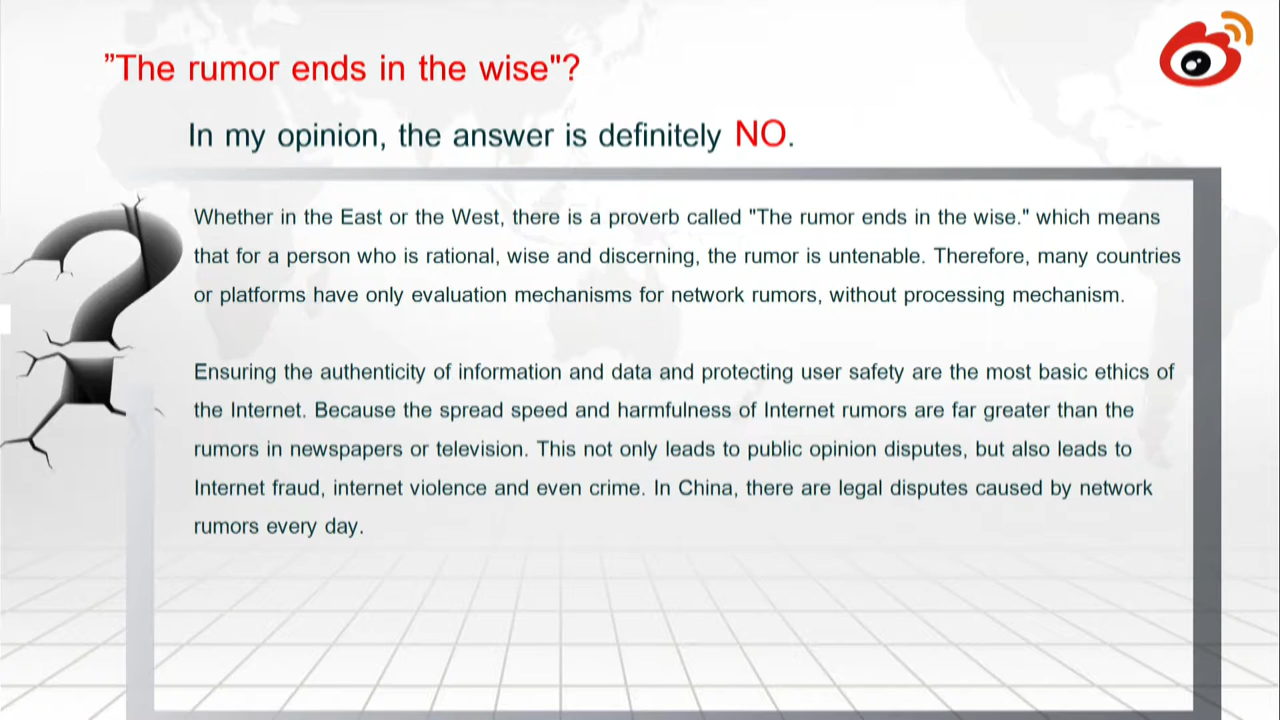 ”The rumor ends in the wise"?
In my opinion, the answer is definitely NO.
Whether in the East or the West, there is a proverb called "The rumor ends in the wise." which means
that for a person who is rational, wise and discerning, the rumor is untenable. Therefore, many countries
or platforms have only evaluation mechanisms for network rumors, without processing mechanism.
Ensuring the authenticity of information and data and protecting user safety are the most basic ethics of
the Internet. Because the spread speed and harmfulness of Internet rumors are far greater than the
rumors in newspapers or television. This not only leads to public opinion disputes, but also leads to
Internet fraud, internet violence and even crime. In China, there are legal disputes caused by network
rumors every day.